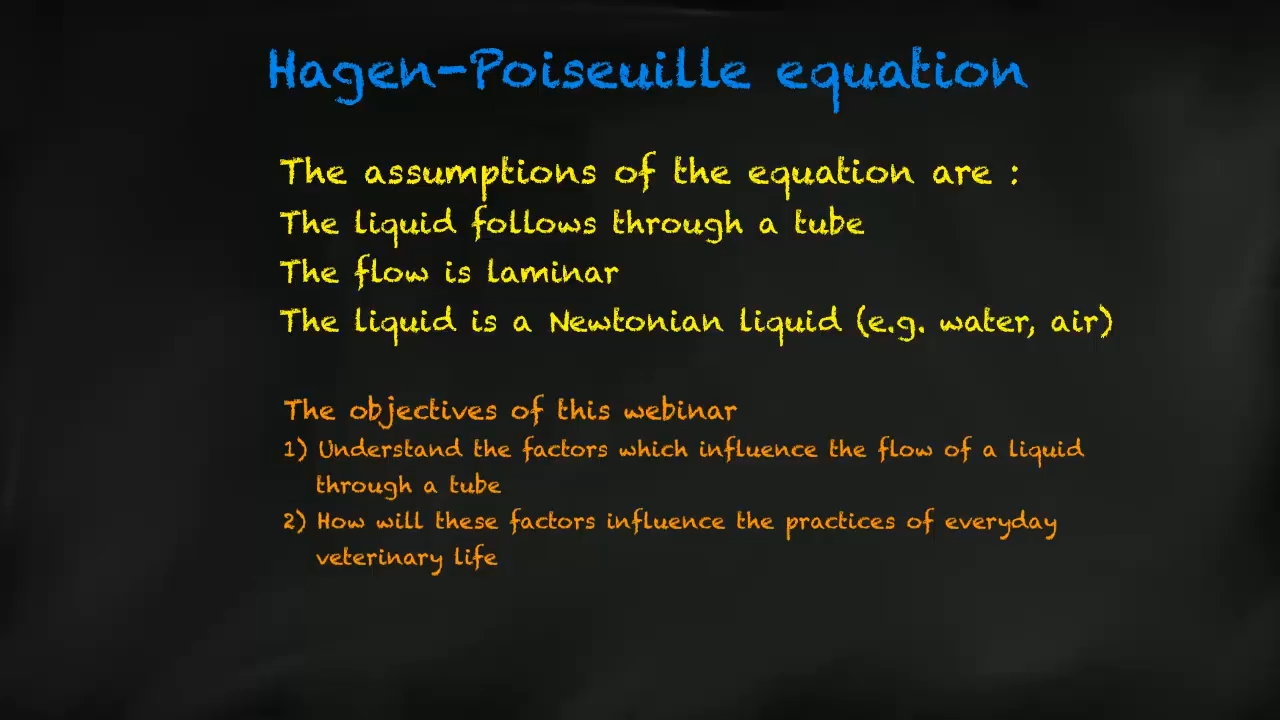 Hagen-Poiseuille equation
The assumptions of the equation are :
The liquid follows through a tube
The flow is laminar
The liquid is a Newtonian liquid (e.g. water, air)
The objectives of this webinar
1) Understand the factors which influence the flow of a liquid
through a tube
2) How will these factors influence the practices of everyday
veterinary life